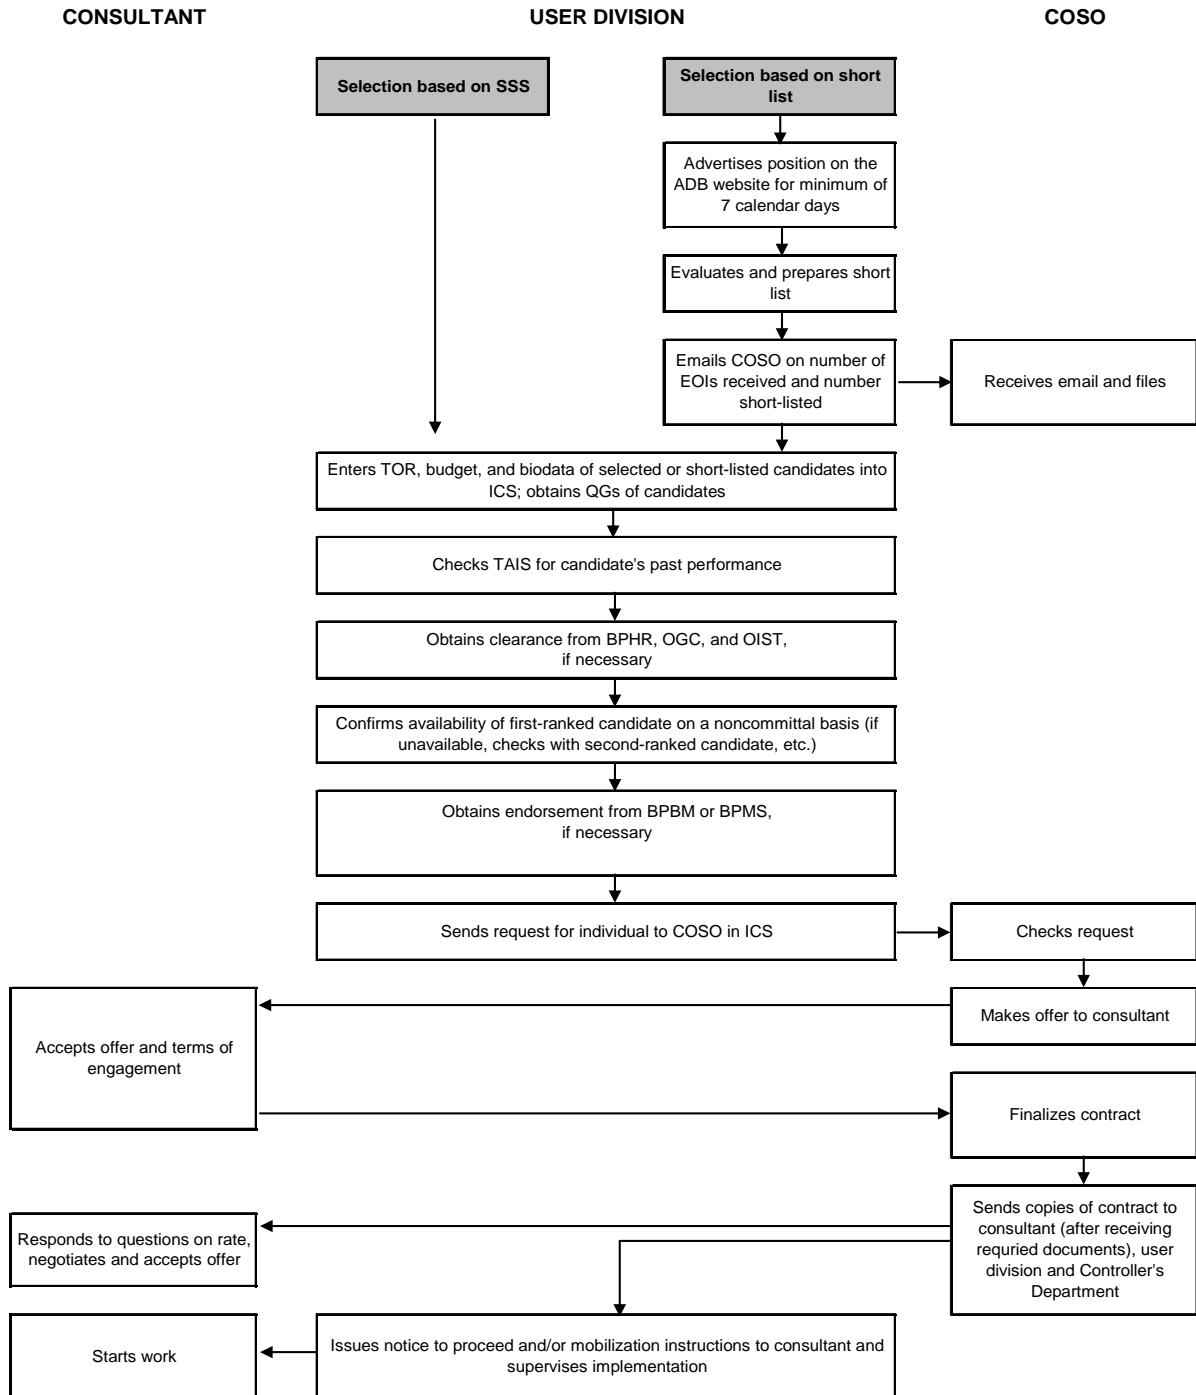 CONSULTANT
USER DIVISION
COSO
Selection based on SSS
Selection based on short
list
Advertises position on the
ADB website for minimum of
7 calendar days
Evaluates and prepares short
list
Emails COSO on number of
EOIs received and number
short-listed
Receives email and files
Enters TOR, budget, and biodata of selected or short-listed candidates into
ICS; obtains QGs of candidates
Checks TAIS for candidate's past performance
Obtains clearance from BPHR, OGC, and OIST,
if necessary
Confirms availability of first-ranked candidate on a noncommittal basis (if
unavailable, checks with second-ranked candidate, etc.)
Obtains endorsement from BPBM or BPMS,
if necessary
Sends request for individual to COSO in ICS
Checks request
Makes offer to consultant
Accepts offer and terms of
engagement
Finalizes contract
Sends copies of contract to
consultant (after receiving
requried documents), user
division and Controller's
Department
Responds to questions on rate,
negotiates and accepts offer
Issues notice to proceed and/or mobilization instructions to consultant and
supervises implementation
Starts work